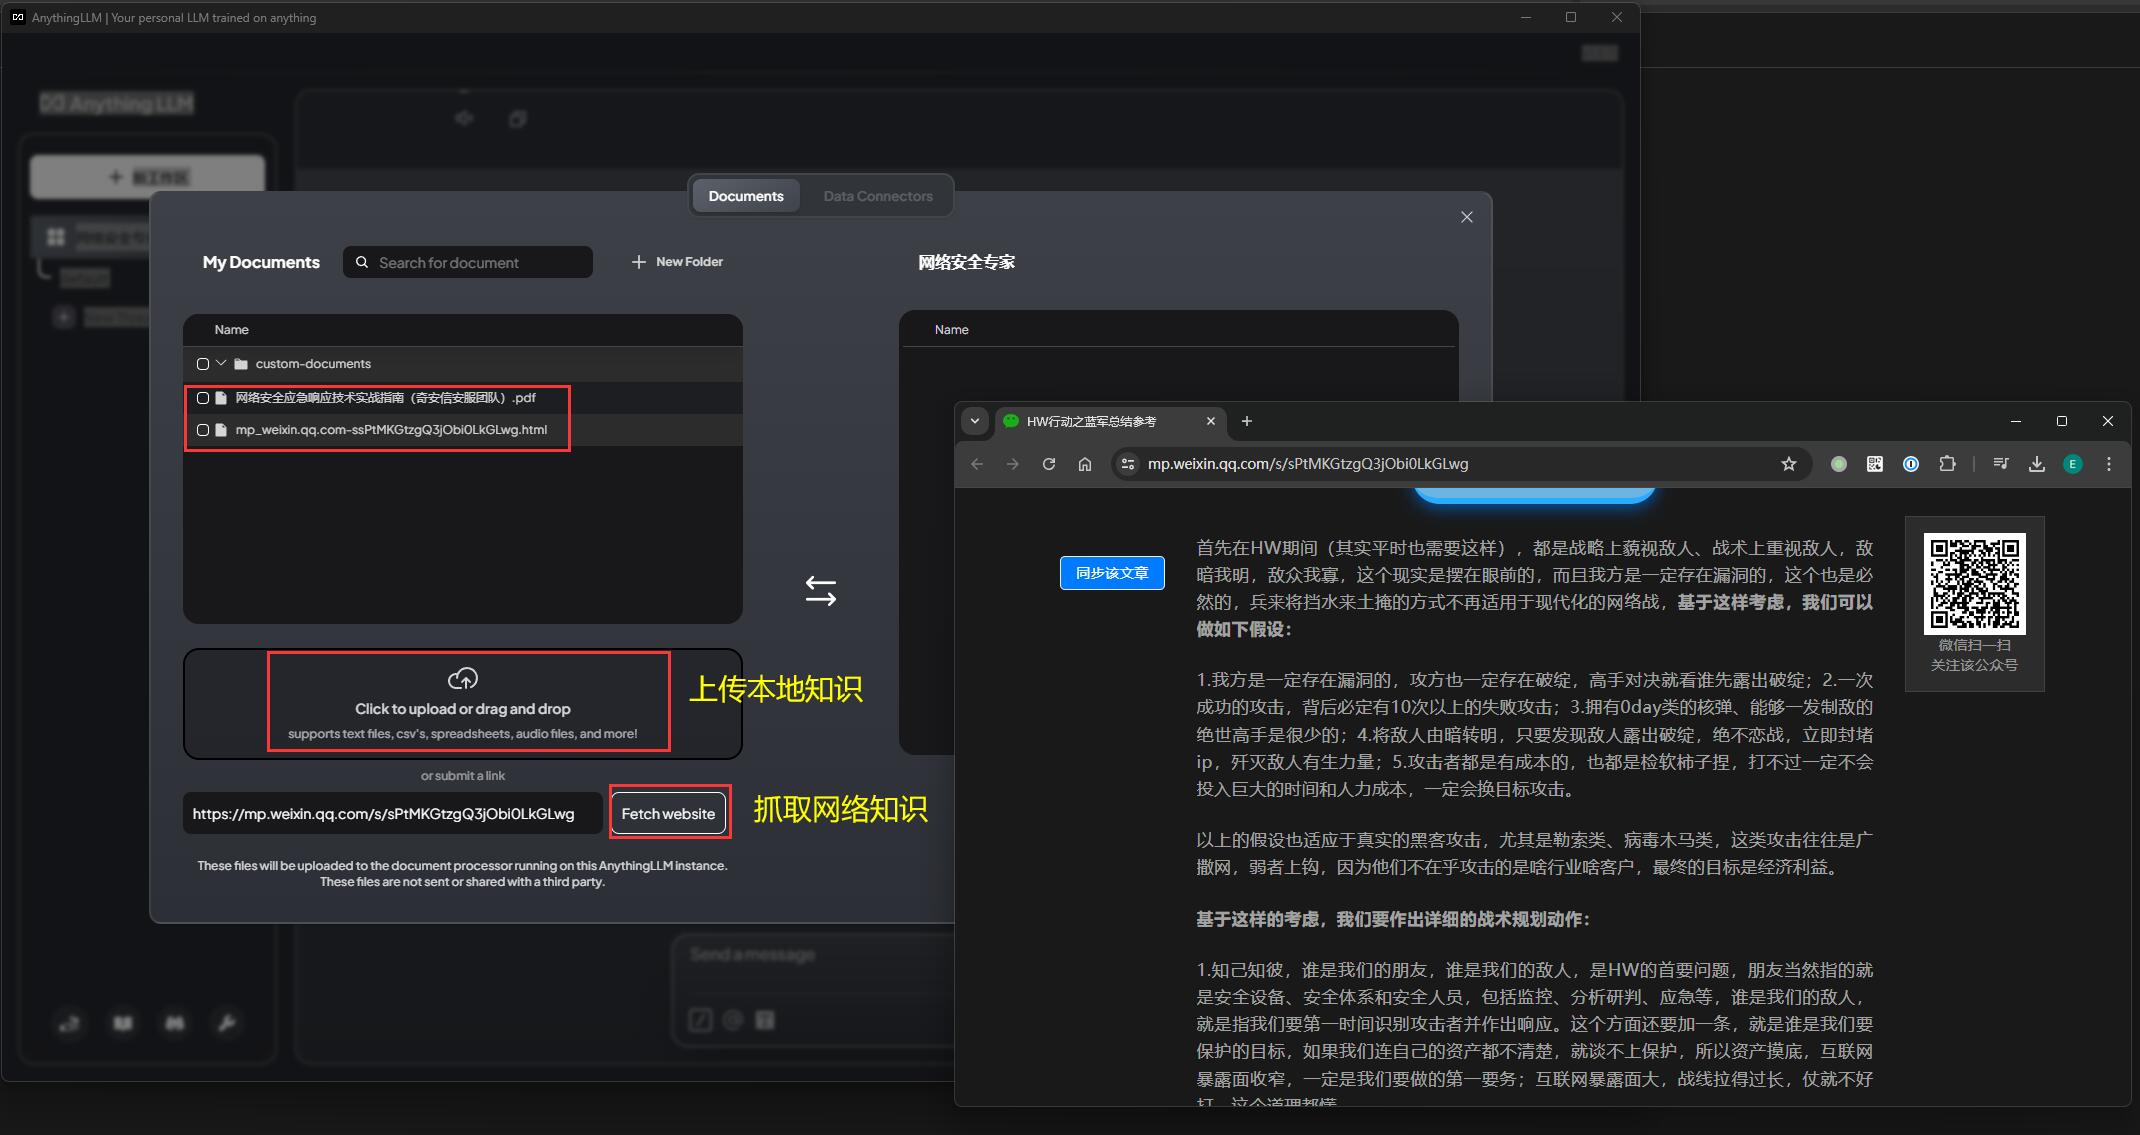 AnythingLLM | Your personal LLM trained on anything
Anything LLM
新工作区
Documents
Data Connectors
My Documents
Search for document
New Folder
网络安全专家
Name
custom-documents
网络安全应急响应技术实战指南（奇安信安服团队）.pdf
mp_weixin.qq.com-ssPtMKGtzgQ3jObi0LkGLwg.html
Name
Click to upload or drag and drop
supports text files, csv's, spreadsheets, audio files, and more!
上传本地知识
or submit a link
https://mp.weixin.qq.com/s/sPtMKGtzgQ3jObi0LkGLwg
Fetch website
抓取网络知识
These files will be uploaded to the document processor running on this AnythingLLM instance.
These files are not sent or shared with a third party.
Send a message
HW行动之蓝军总结参考
mp.weixin.qq.com/s/sPtMKGtzgQ3jObi0LkGLwg
E
同步该文章
首先在HW期间（其实平时也需要这样），都是战略上藐视敌人、战术上重视敌人，敌
暗我明，敌众我寡，这个现实是摆在眼前的，而且我方是一定存在漏洞的，这个也是必
然的，兵来将挡水来土掩的方式不再适用于现代化的网络战，基于这样考虑，我们可以
做如下假设：
1.我方是一定存在漏洞的，攻方也一定存在破绽，高手对决就看谁先露出破绽；2.一次
成功的攻击，背后必定有10次以上的失败攻击；3.拥有0day类的核弹、能够一发制敌的
绝世高手是很少的；4.将敌人由暗转明，只要发现敌人露出破绽，绝不恋战，立即封堵
ip，歼灭敌人有生力量；5.攻击者都是有成本的，也都是检软柿子捏，打不过一定不会
投入巨大的时间和人力成本，一定会换目标攻击。
以上的假设也适应于真实的黑客攻击，尤其是勒索类、病毒木马类，这类攻击往往是广
撒网，弱者上钩，因为他们不在乎攻击的是啥行业啥客户，最终的目标是经济利益。
基于这样的考虑，我们要作出详细的战术规划动作：
1.知己知彼，谁是我们的朋友，谁是我们的敌人，是HW的首要问题，朋友当然指的就
是安全设备、安全体系和安全人员，包括监控、分析研判、应急等，谁是我们的敌人，
就是指我们要第一时间识别攻击者并作出响应。这个方面还要加一条，就是谁是我们要
保护的目标，如果我们连自己的资产都不清楚，就谈不上保护，所以资产摸底，互联网
暴露面收窄，一定是我们要做的第一要务；互联网暴露面大，战线拉得过长，仗就不好
打，这个道理都懂
微信扫一扫
关注该公众号